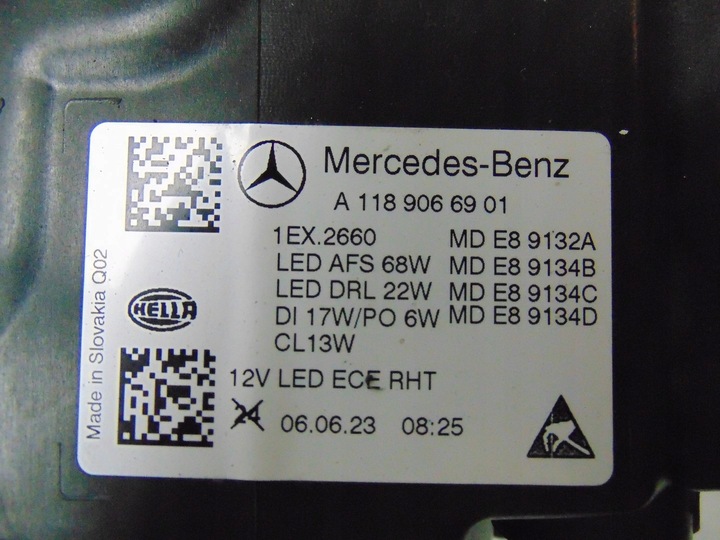 Mercedes-Benz
A 118 906 69 01
1EX.2660 MD E8 9132A
LED AFS 68W MD E8 9134B
LED DRL 22W MD E8 9134C
DI 17W/PO 6W MD E8 9134D
CL13W
12V LED ECE RHT
24 06.06.23 08:25
HELLA
Made in Slovakia Q02